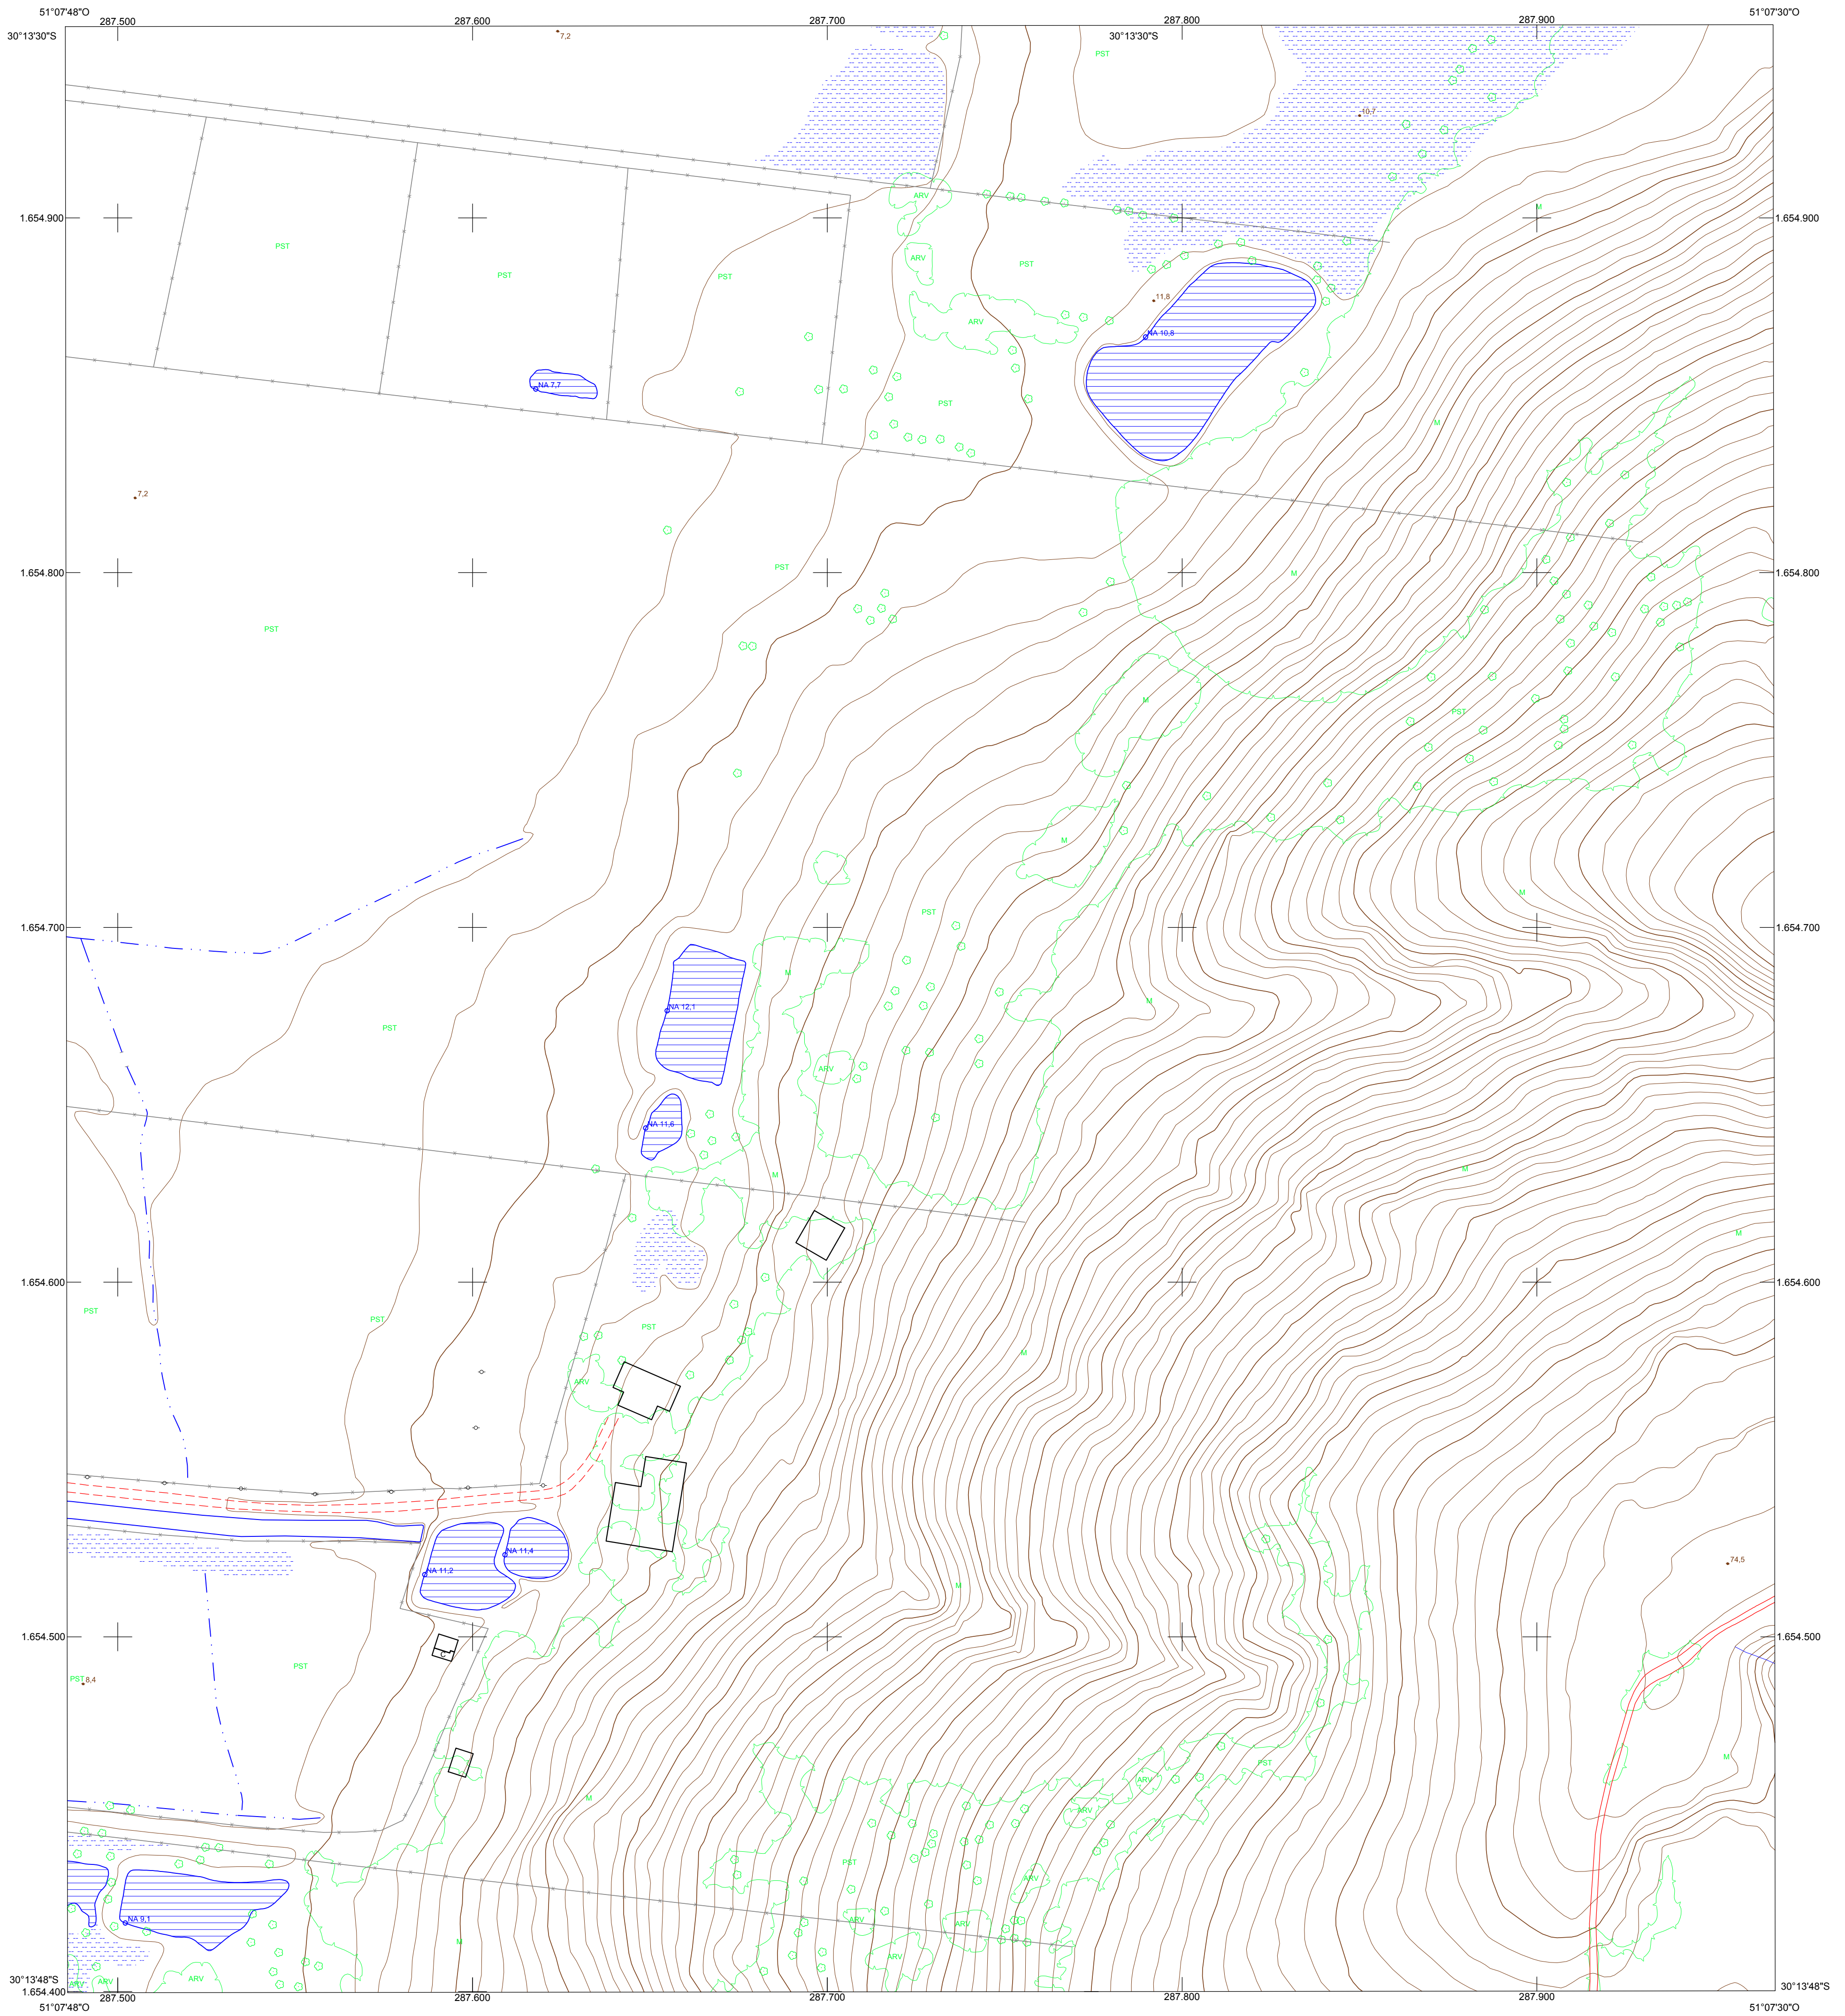 51°07'48"O
287.500
287.600
287.700
287.800
287.900
51°07'30"O
30°13'30"S
7,2
30°13'30"S
PST
10,7
ARV
M
1.654.900
1.654.900
PST
PST
PST
ARV
PST
11,8
ARV
NA 10,8
NA 7,7
PST
M
7,2
PST
M
1.654.800
1.654.800
PST
M
PST
M
M
PST
1.654.700
1.654.700
M
NA 12,1
M
PST
ARV
NA 11,6
M
M
M
1.654.600
1.654.600
PST
PST
PST
M
ARV
NA 11,4
74,5
NA 11,2
M
1.654.500
1.654.500
C
PST
PST
8,4
M
PST
ARV
M
ARV
PST
ARV
NA 9,1
ARV
ARV
M
ARV
ARV
ARV
ARV
30°13'48"S
30°13'48"S
1.654.400
287.500
287.600
287.700
287.800
287.900
51°07'48"O
51°07'30"O